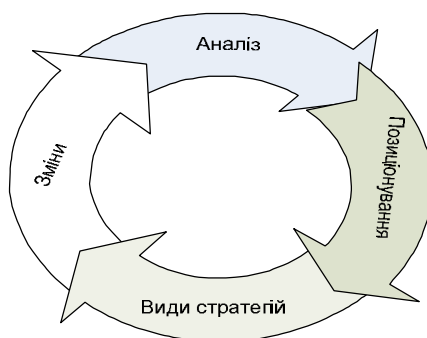 Аналіз
Позиціонування
Види стратегій
Зміни